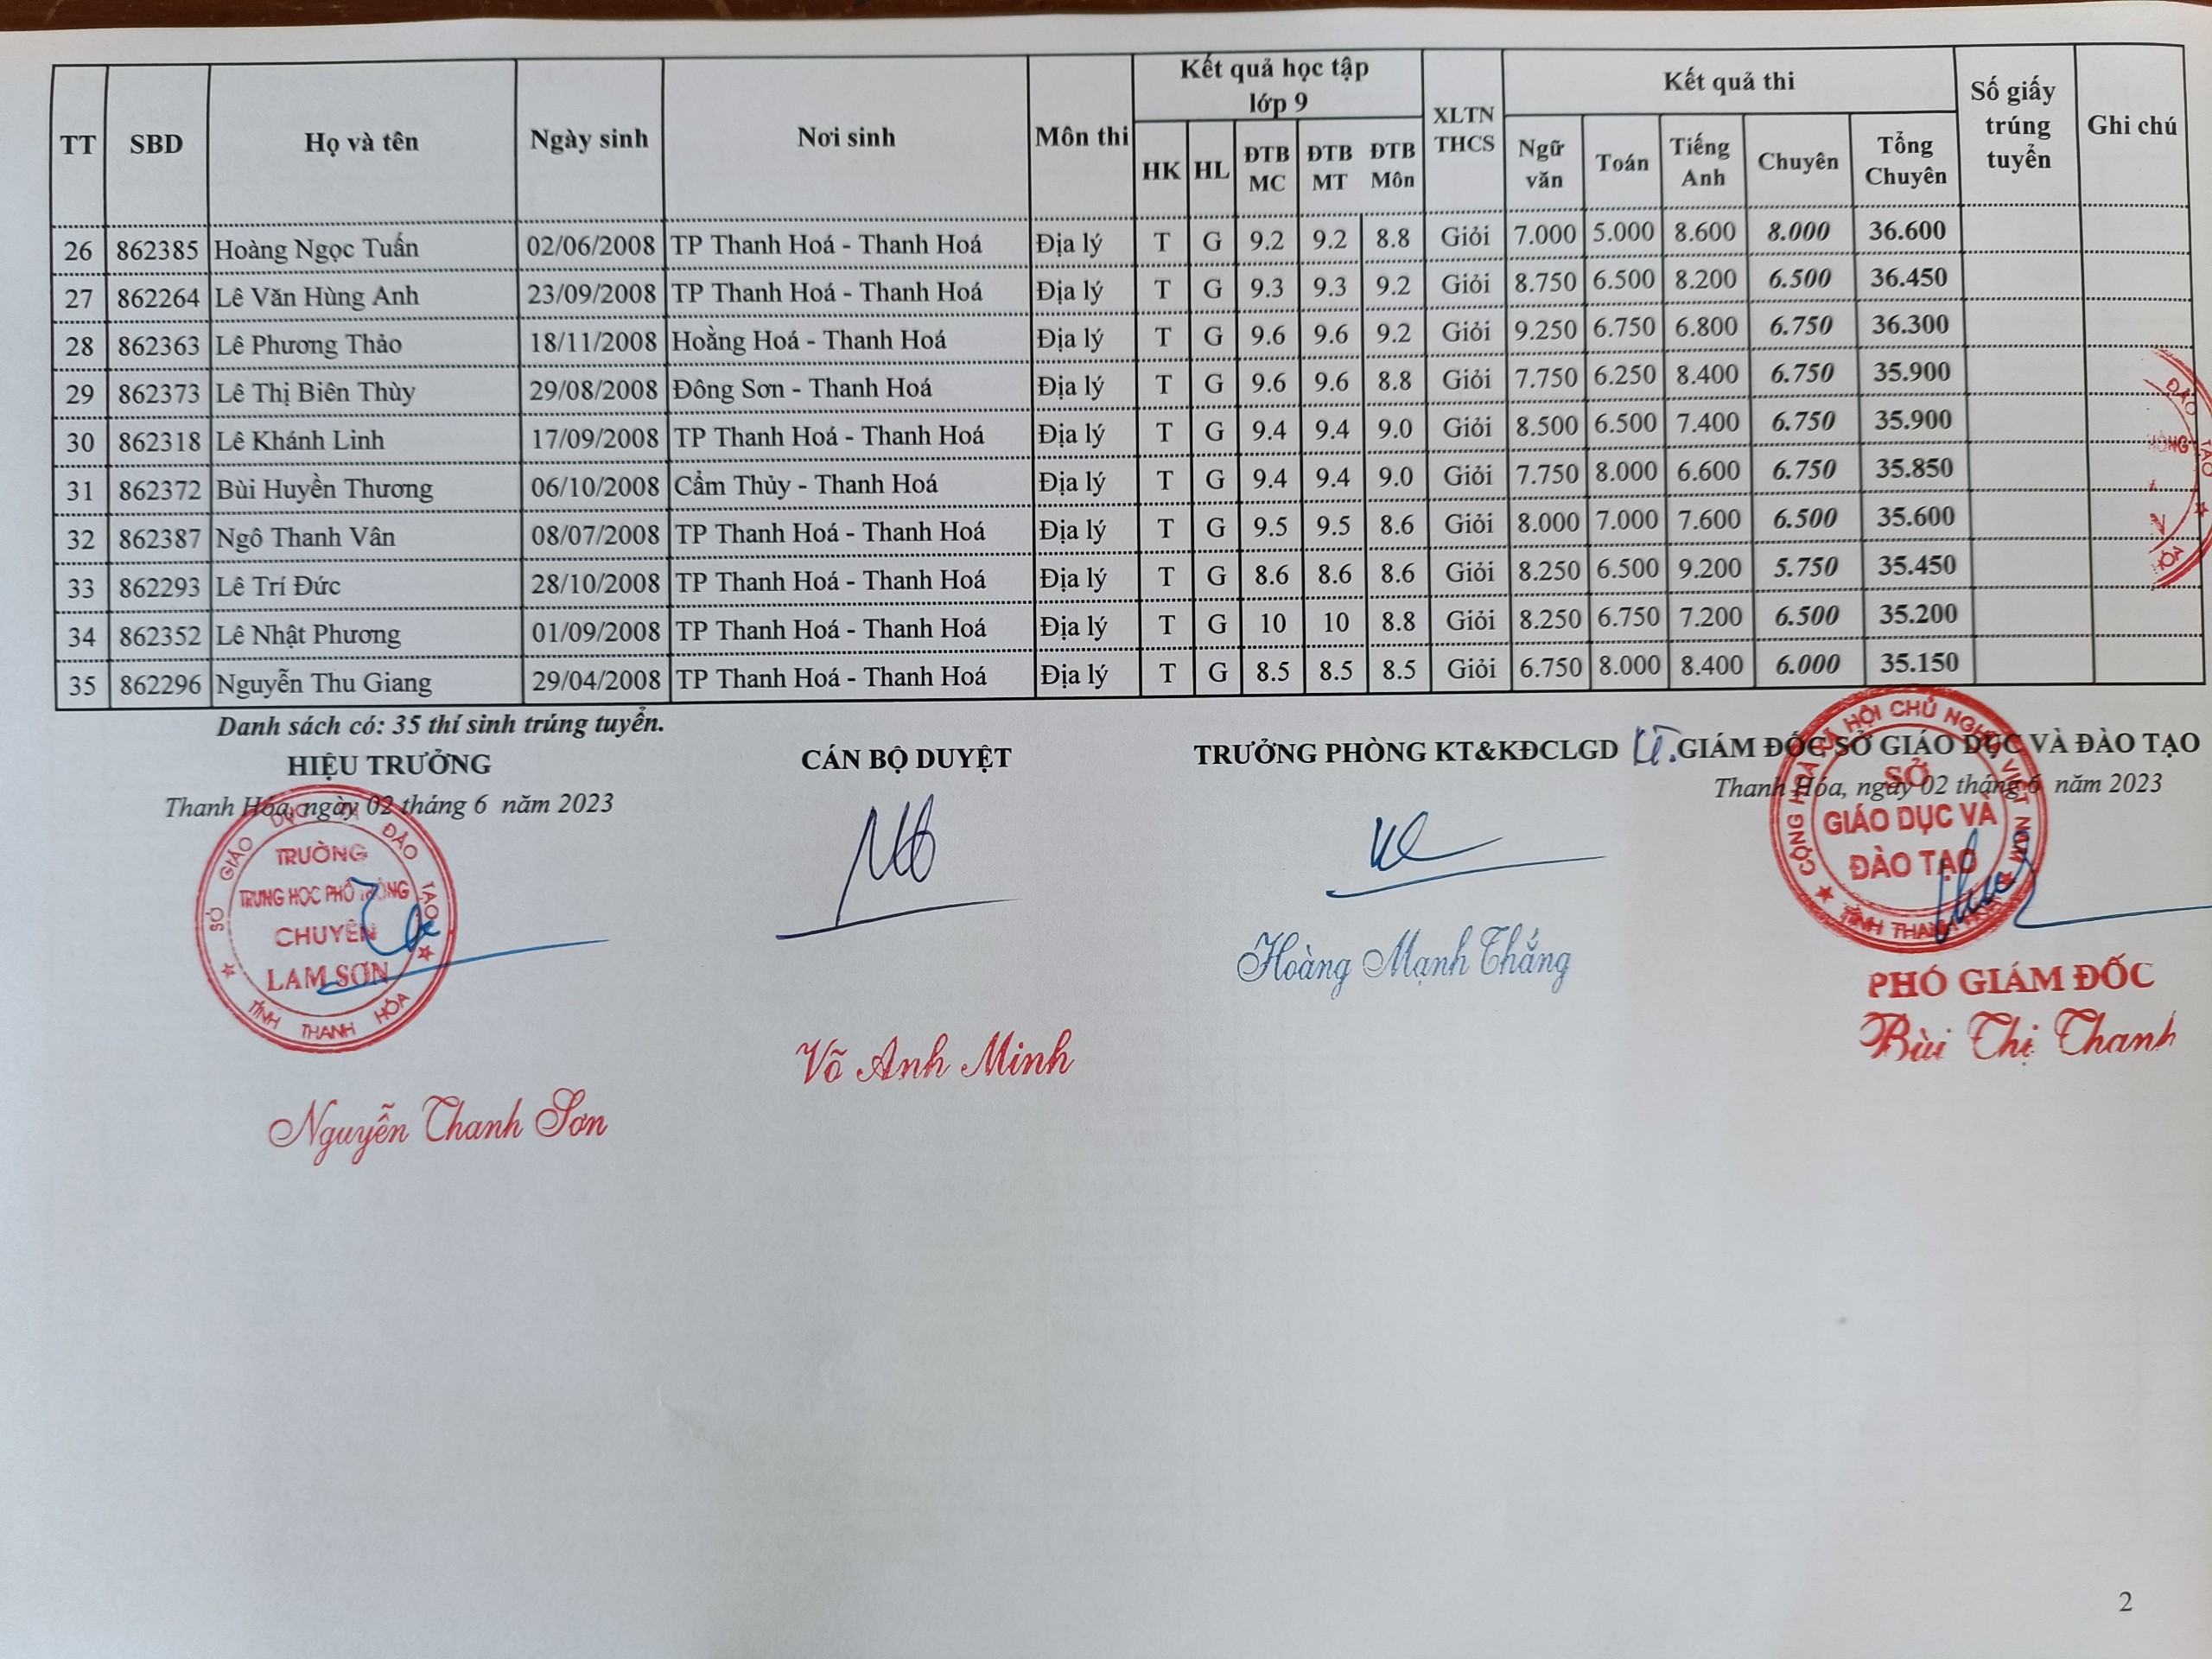 TT SBD Họ và tên Ngày sinh Nơi sinh Môn thi Kết quả học tập lớp 9 XLTN THCS Kết quả thi Số giấy trúng tuyển Ghi chú
HK HL ĐTB MC ĐTB MT ĐTB Môn Ngữ văn Toán Tiếng Anh Chuyên Tổng Chuyên
26 862385 Hoàng Ngọc Tuấn 02/06/2008 TP Thanh Hoá - Thanh Hoá Địa lý T G 9.2 9.2 8.8 Giỏi 7.000 5.000 8.600 8.000 36.600
27 862264 Lê Văn Hùng Anh 23/09/2008 TP Thanh Hoá - Thanh Hoá Địa lý T G 9.3 9.3 9.2 Giỏi 8.750 6.500 8.200 6.500 36.450
28 862363 Lê Phương Thảo 18/11/2008 Hoằng Hoá - Thanh Hoá Địa lý T G 9.6 9.6 9.2 Giỏi 9.250 6.750 6.800 6.750 36.300
29 862373 Lê Thị Biên Thùy 29/08/2008 Đông Sơn - Thanh Hoá Địa lý T G 9.6 9.6 8.8 Giỏi 7.750 6.250 8.400 6.750 35.900
30 862318 Lê Khánh Linh 17/09/2008 TP Thanh Hoá - Thanh Hoá Địa lý T G 9.4 9.4 9.0 Giỏi 8.500 6.500 7.400 6.750 35.900
31 862372 Bùi Huyền Thương 06/10/2008 Cẩm Thủy - Thanh Hoá Địa lý T G 9.4 9.4 9.0 Giỏi 7.750 8.000 6.600 6.750 35.850
32 862387 Ngô Thanh Vân 08/07/2008 TP Thanh Hoá - Thanh Hoá Địa lý T G 9.5 9.5 8.6 Giỏi 8.000 7.000 7.600 6.500 35.600
33 862293 Lê Trí Đức 28/10/2008 TP Thanh Hoá - Thanh Hoá Địa lý T G 8.6 8.6 8.6 Giỏi 8.250 6.500 9.200 5.750 35.450
34 862352 Lê Nhật Phương 01/09/2008 TP Thanh Hoá - Thanh Hoá Địa lý T G 10 10 8.8 Giỏi 8.250 6.750 7.200 6.500 35.200
35 862296 Nguyễn Thu Giang 29/04/2008 TP Thanh Hoá - Thanh Hoá Địa lý T G 8.5 8.5 8.5 Giỏi 6.750 8.000 8.400 6.000 35.150
Danh sách có: 35 thí sinh trúng tuyển.
HIỆU TRƯỞNG CÁN BỘ DUYỆT TRƯỞNG PHÒNG KT&KĐCLGD KT.GIÁM ĐỐC SỞ GIÁO DỤC VÀ ĐÀO TẠO
Thanh Hóa, ngày 02 tháng 6 năm 2023 Thanh Hóa, ngày 02 tháng 6 năm 2023
SỞ GIÁO DỤC VÀ ĐÀO TẠO
TRƯỜNG
TRUNG HỌC PHỔ THÔNG
CHUYÊN
LAM SƠN
TỈNH THANH HÓA
CỘNG HÒA XÃ HỘI CHỦ NGHĨA VIỆT NAM
SỞ
GIÁO DỤC VÀ
ĐÀO TẠO
TỈNH THANH HÓA
Nguyễn Thanh Sơn
Võ Anh Minh
Hoàng Mạnh Thắng
PHÓ GIÁM ĐỐC
Bùi Thị Thanh
2